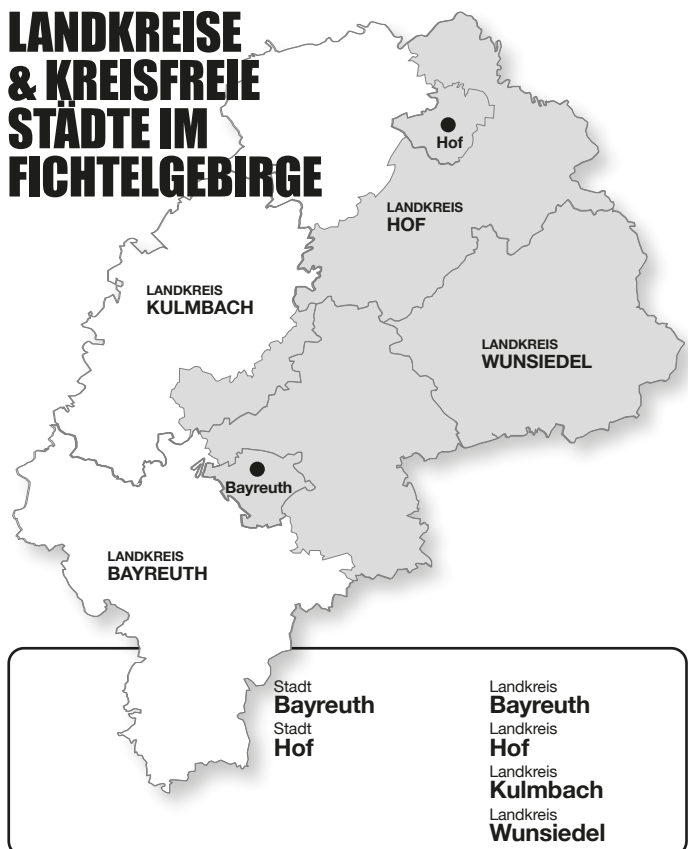 LANDKREISE
& KREISFREIE
STÄDTE IM
FICHTELGEBIRGE
Hof
LANDKREIS
HOF
LANDKREIS
KULMBACH
LANDKREIS
WUNSIEDEL
Bayreuth
LANDKREIS
BAYREUTH
Stadt
Bayreuth
Stadt
Hof
Landkreis
Bayreuth
Landkreis
Hof
Landkreis
Kulmbach
Landkreis
Wunsiedel